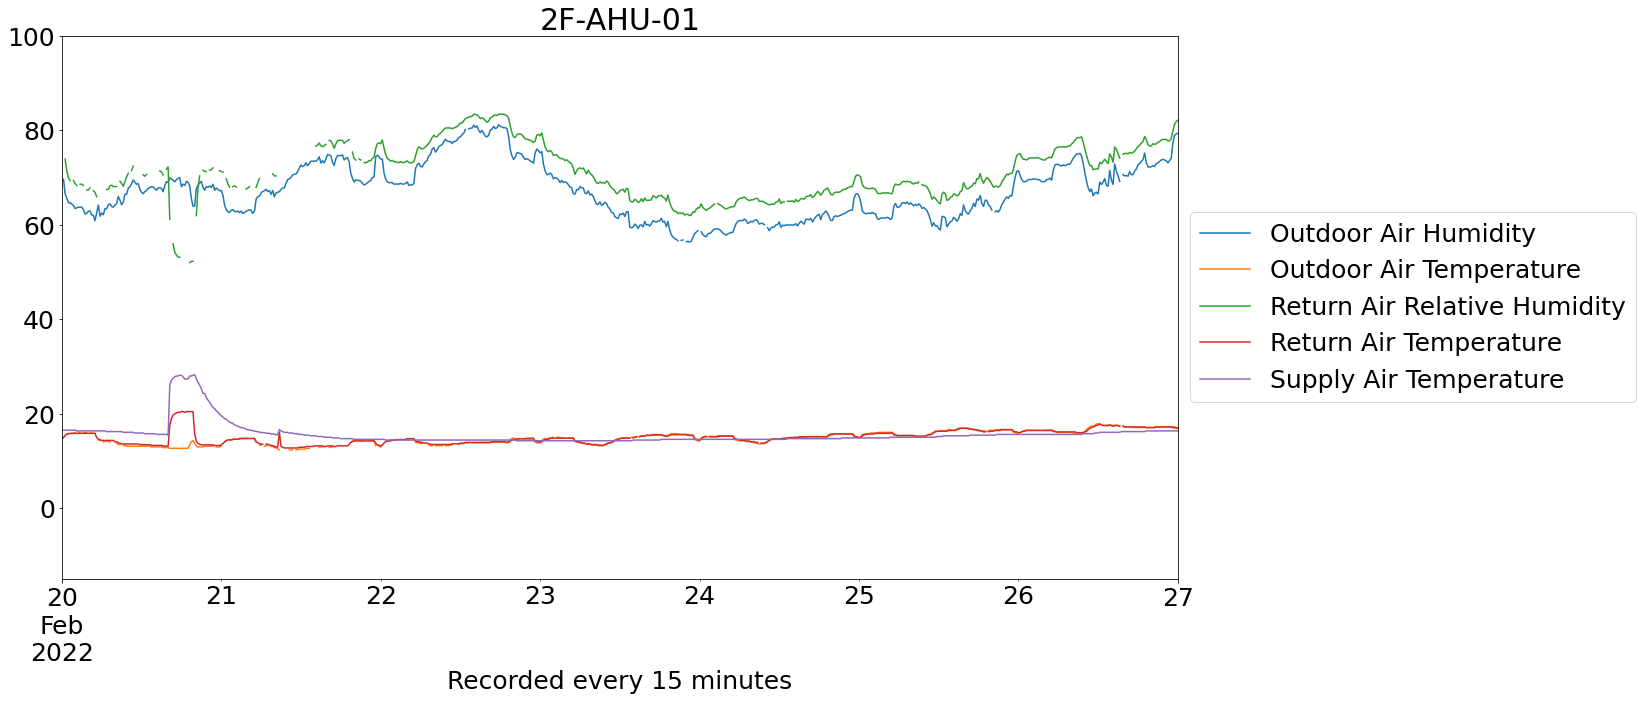 2F-AHU-01
100
80
60
40
20
0
20 21 22 23 24 25 26 27
Feb
2022
Recorded every 15 minutes
Outdoor Air Humidity
Outdoor Air Temperature
Return Air Relative Humidity
Return Air Temperature
Supply Air Temperature